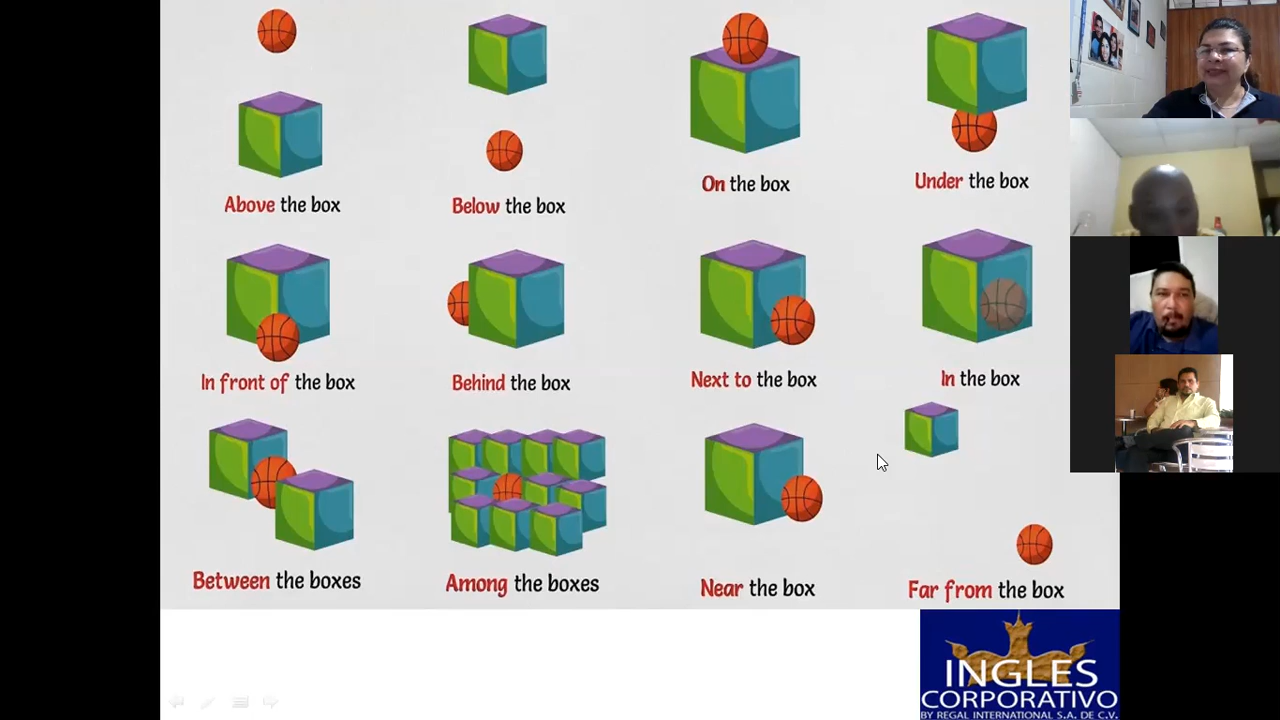 Above the box
Below the box
On the box
Under the box
In front of the box
Behind the box
Next to the box
In the box
Between the boxes
Among the boxes
Near the box
Far from the box
INGLES
CORPORATIVO
BY REGAL INTERNATIONAL S.A. DE C.V.